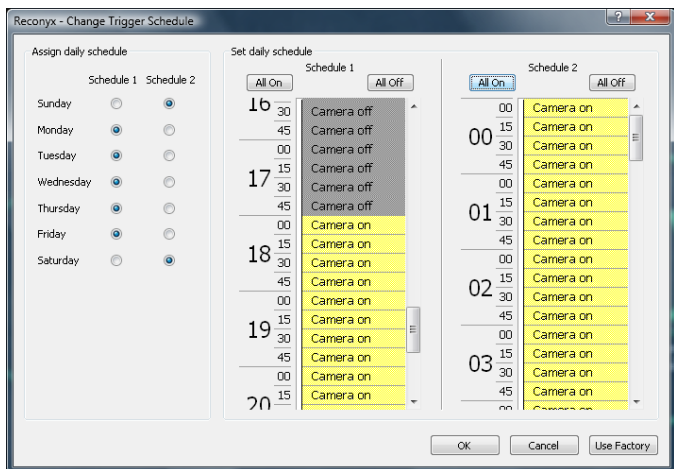 Reconyx - Change Trigger Schedule
Assign daily schedule
Schedule 1 Schedule 2
Sunday
Monday
Tuesday
Wednesday
Thursday
Friday
Saturday
Set daily schedule
Schedule 1
All On All Off
16 30 Camera off
45 Camera off
17 00 Camera off
15 Camera off
30 Camera off
45 Camera off
18 00 Camera on
15 Camera on
30 Camera on
45 Camera on
19 00 Camera on
15 Camera on
30 Camera on
45 Camera on
20 00 Camera on
15 Camera on
Schedule 2
All On All Off
00 00 Camera on
15 Camera on
30 Camera on
45 Camera on
01 00 Camera on
15 Camera on
30 Camera on
45 Camera on
02 00 Camera on
15 Camera on
30 Camera on
45 Camera on
03 00 Camera on
15 Camera on
30 Camera on
45 Camera on
00 Camera on
OK Cancel Use Factory